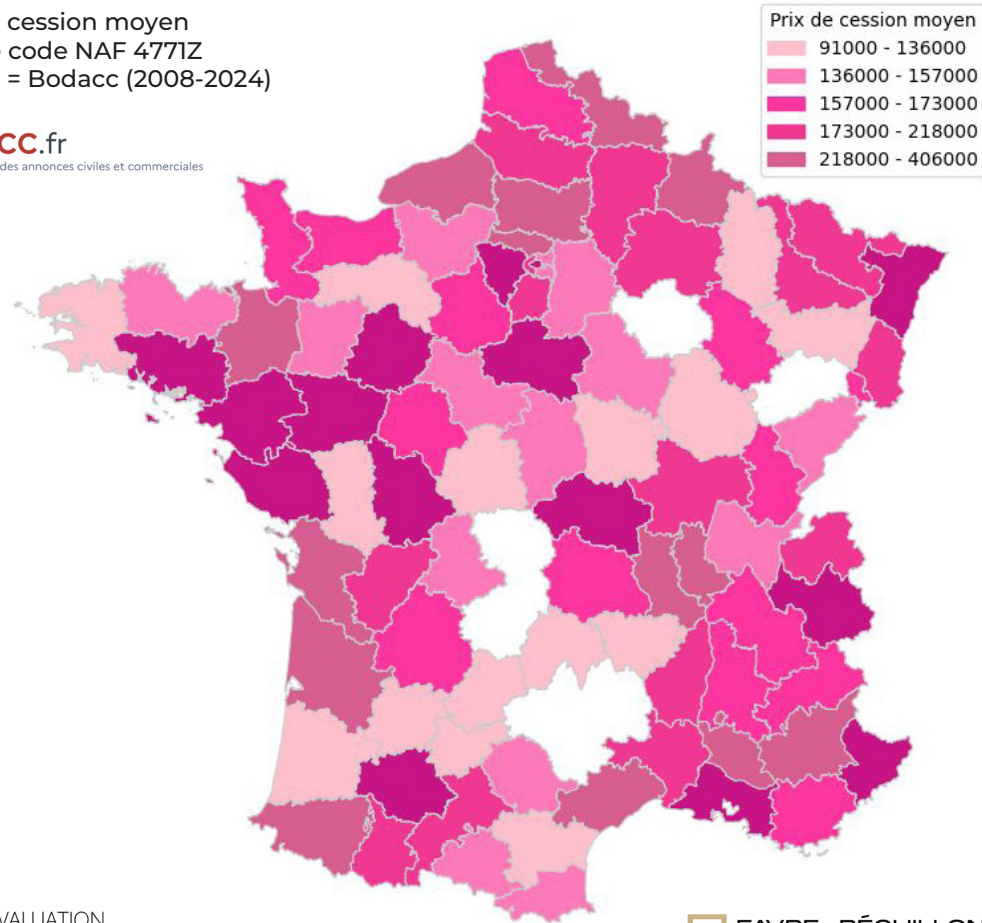 cession moyen
code NAF 4771Z
= Bodacc (2008-2024)
CC.fr
des annonces civiles et commerciales
Prix de cession moyen
91000 - 136000
136000 - 157000
157000 - 173000
173000 - 218000
218000 - 406000